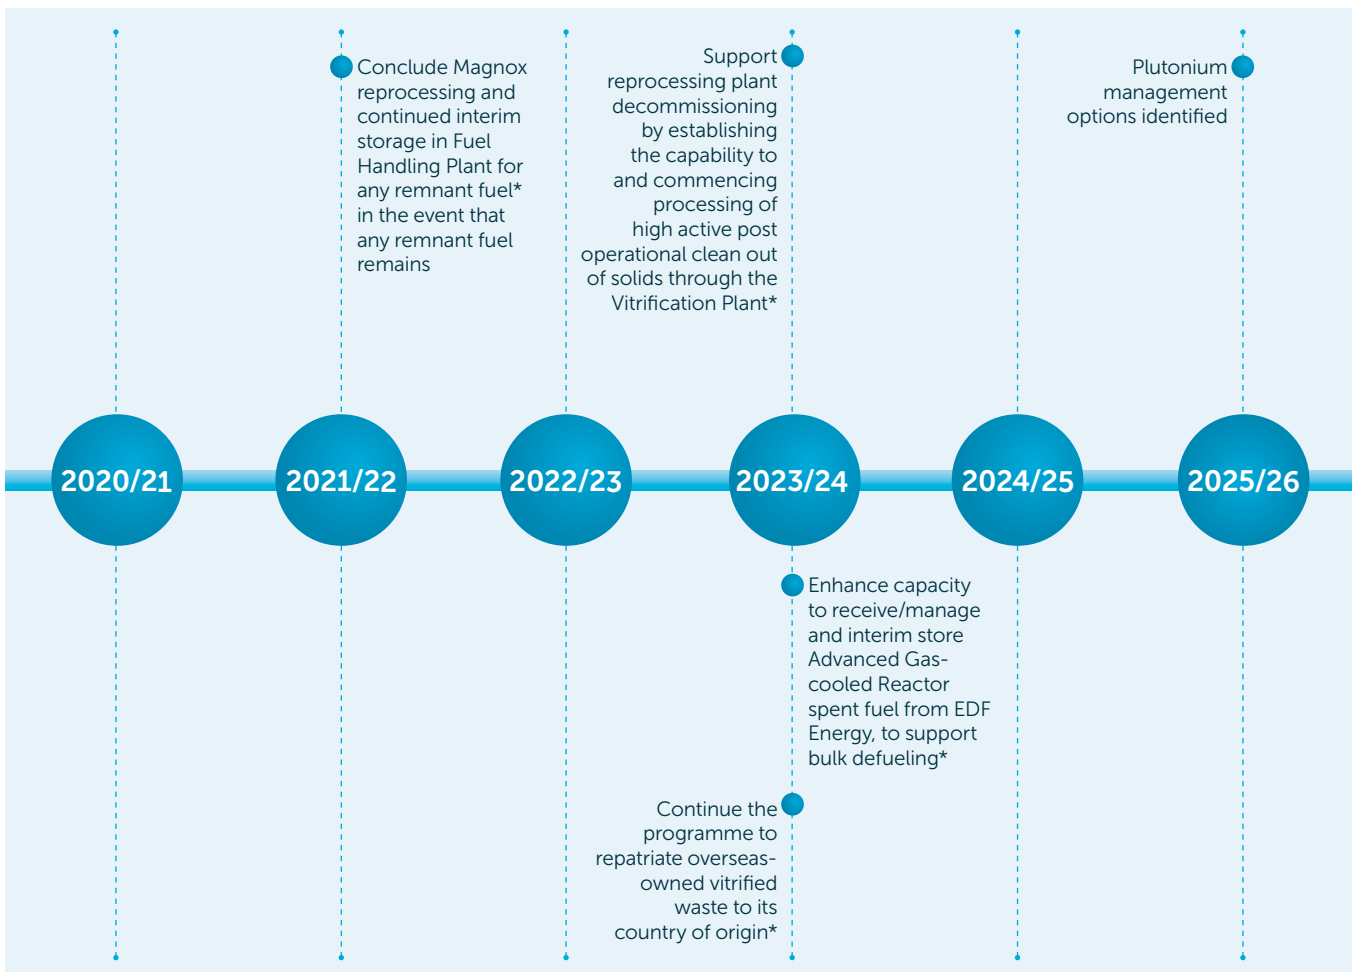 Conclude Magnox
reprocessing and
continued interim
storage in Fuel
Handling Plant for
any remnant fuel*
in the event that
any remnant fuel
remains
Support
reprocessing plant
decommissioning
by establishing
the capability to
and commencing
processing of
high active post
operational clean out
of solids through the
Vitrification Plant*
Plutonium
management
options identified
2020/21
2021/22
2022/23
2023/24
2024/25
2025/26
Enhance capacity
to receive/manage
and interim store
Advanced Gas-
cooled Reactor
spent fuel from EDF
Energy, to support
bulk defueling*
Continue the
programme to
repatriate overseas-
owned vitrified
waste to its
country of origin*